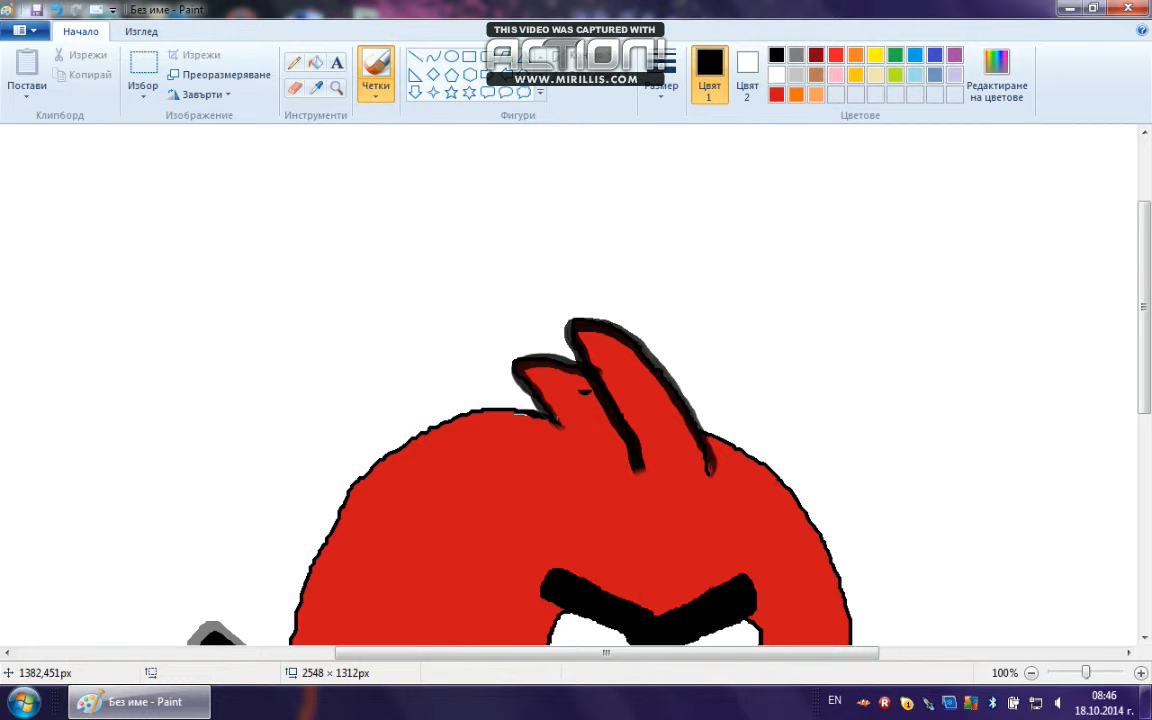 Без име - Paint
THIS VIDEO WAS CAPTURED WITH
ACTION!
WWW.MIRILLIS.COM
Начало
Изглед
Постави
Изрежи
Копирай
Клипборд
Избор
Изрежи
Преоразмеряване
Завърти
Изображение
A
Инструменти
Четки
Фигури
Размер
Цвят
1
Цвят
2
Редактиране
на цветове
Цветове
1382,451px
2548 × 1312px
100%
Без име - Paint
EN
08:46
18.10.2014 г.